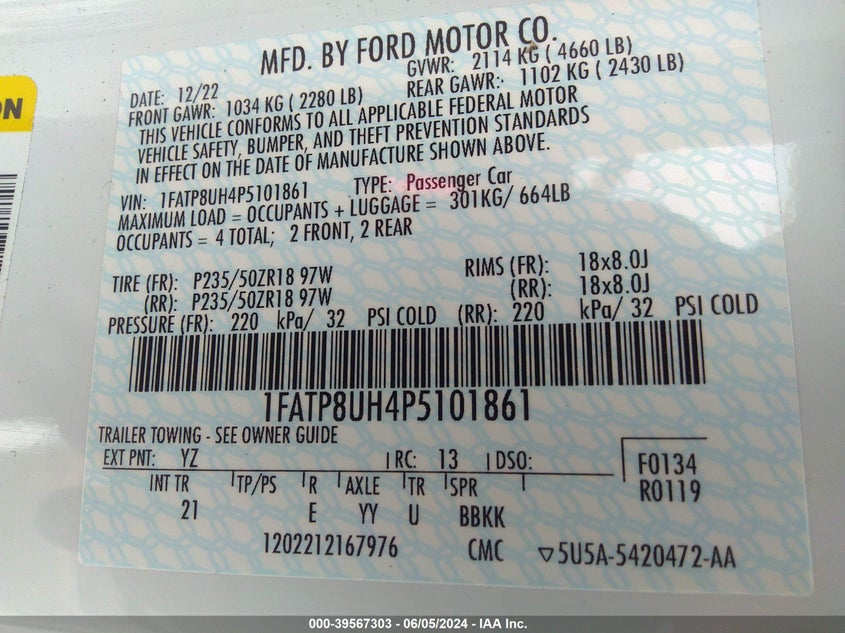 ON
MFD. BY FORD MOTOR CO.
DATE: 12/22 GVWR: 2114 KG ( 4660 LB)
FRONT GAWR: 1034 KG ( 2280 LB) REAR GAWR: 1102 KG ( 2430 LB)
THIS VEHICLE CONFORMS TO ALL APPLICABLE FEDERAL MOTOR
VEHICLE SAFETY, BUMPER, AND THEFT PREVENTION STANDARDS
IN EFFECT ON THE DATE OF MANUFACTURE SHOWN ABOVE.
VIN: 1FATP8UH4P5101861 TYPE: Passenger Car
MAXIMUM LOAD = OCCUPANTS + LUGGAGE = 301KG/ 664LB
OCCUPANTS = 4 TOTAL; 2 FRONT, 2 REAR
TIRE (FR): P235/50ZR18 97W RIMS (FR): 18x8.0J
(RR): P235/50ZR18 97W (RR): 18x8.0J
PRESSURE (FR): 220 kPa/ 32 PSI COLD (RR): 220 kPa/ 32 PSI COLD
1FATP8UH4P5101861
TRAILER TOWING - SEE OWNER GUIDE
EXT PNT: YZ RC: 13 DSO: F0134
INT TR TP/PS R AXLE TR SPR R0119
21 E YY U BBKK
1202212167976 CMC ▽5U5A-5420472-AA
000-39567303 - 06/05/2024 - IAA Inc.